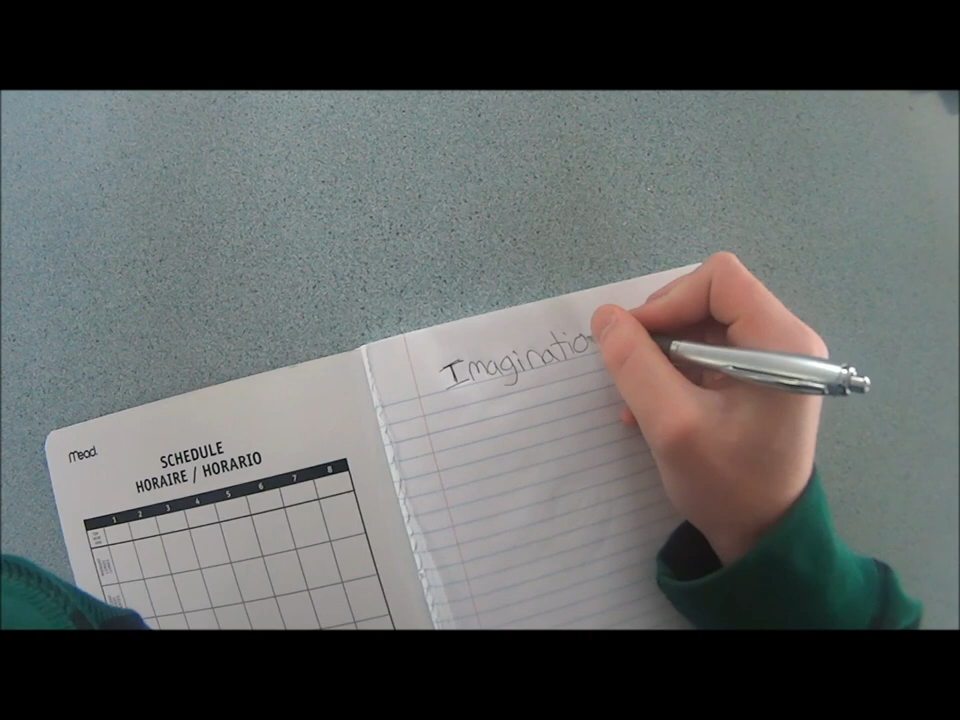 Imaginatio
Mead
SCHEDULE
HORAIRE / HORARIO
1 2 3 4 5 6 7 8